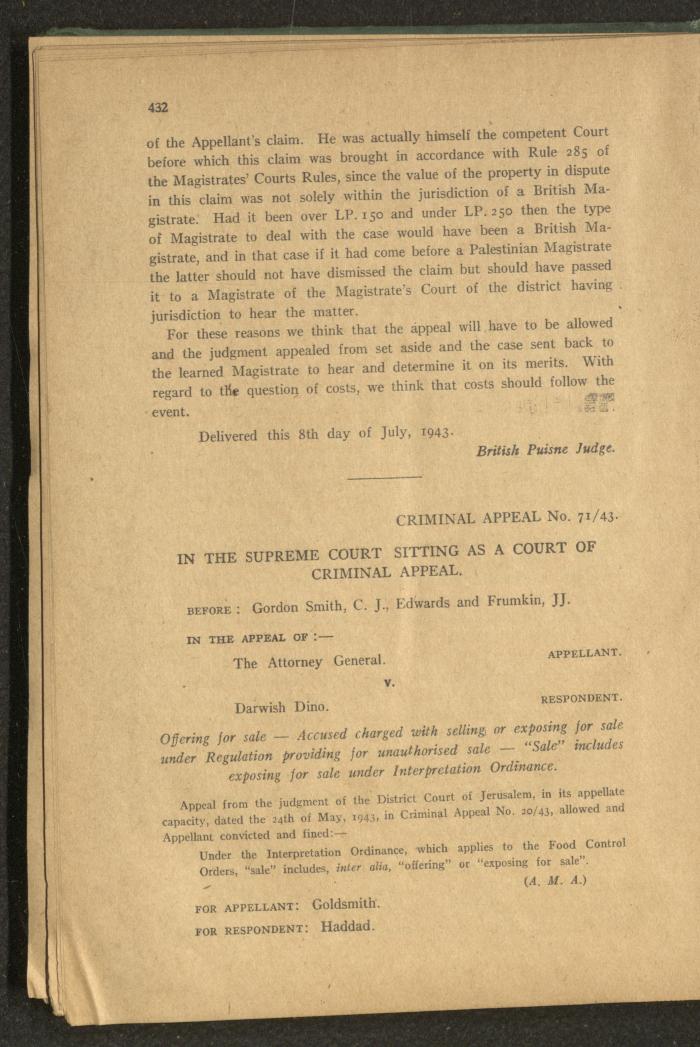 432
of the Appellant's claim. He was actually himself the competent Court
before which this claim was brought in accordance with Rule 285 of
the Magistrates' Courts Rules, since the value of the property in dispute
in this claim was not solely within the jurisdiction of a British Ma-
gistrate. Had it been over LP. 150 and under LP. 250 then the type
of Magistrate to deal with the case would have been a British Ma-
gistrate, and in that case if it had come before a Palestinian Magistrate
the latter should not have dismissed the claim but should have passed
it to a Magistrate of the Magistrate's Court of the district having
jurisdiction to hear the matter.
For these reasons we think that the appeal will have to be allowed
and the judgment appealed from set aside and the case sent back to
the learned Magistrate to hear and determine it on its merits. With
regard to the question of costs, we think that costs should follow the
event.
Delivered this 8th day of July, 1943.
British Puisne Judge.
CRIMINAL APPEAL No. 71/43.
IN THE SUPREME COURT SITTING AS A COURT OF
CRIMINAL APPEAL.
BEFORE : Gordon Smith, C. J., Edwards and Frumkin, JJ.
IN THE APPEAL OF :—
The Attorney General. APPELLANT.
v.
Darwish Dino. RESPONDENT.
Offering for sale — Accused charged with selling or exposing for sale
under Regulation providing for unauthorised sale — "Sale" includes
exposing for sale under Interpretation Ordinance.
Appeal from the judgment of the District Court of Jerusalem, in its appellate
capacity, dated the 24th of May, 1943, in Criminal Appeal No. 20/43, allowed and
Appellant convicted and fined:—
Under the Interpretation Ordinance, which applies to the Food Control
Orders, "sale" includes, inter alia, "offering" or "exposing for sale".
(A. M. A.)
FOR APPELLANT: Goldsmith.
FOR RESPONDENT: Haddad.